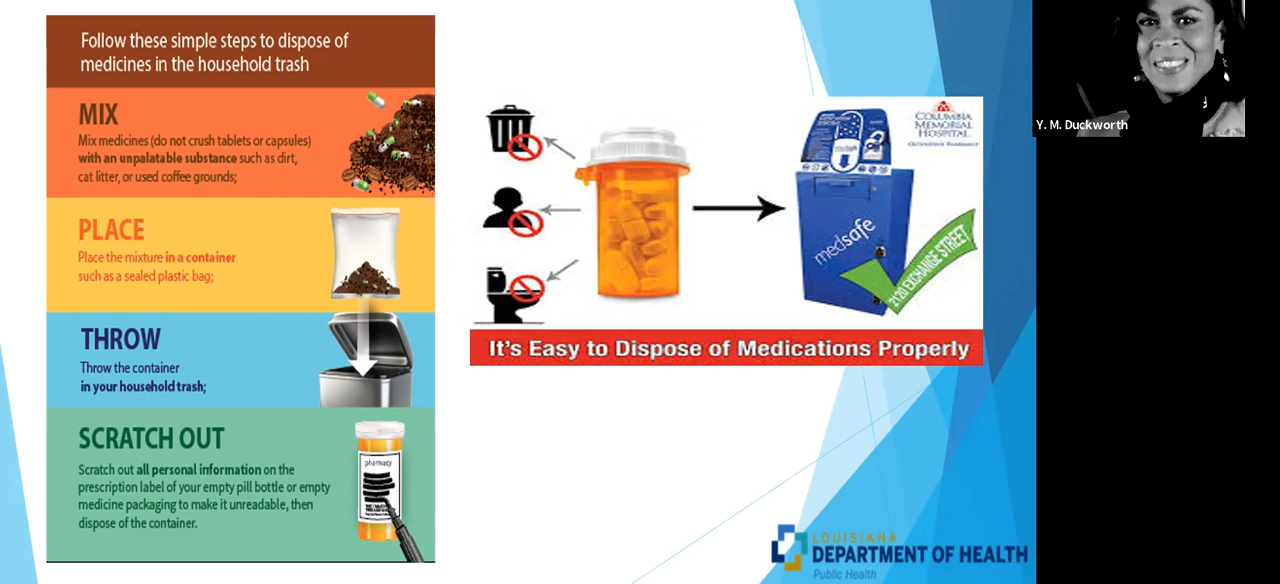 Follow these simple steps to dispose of
medicines in the household trash
MIX
Mix medicines (do not crush tablets or capsules)
with an unpalatable substance such as dirt,
cat litter, or used coffee grounds;
PLACE
Place the mixture in a container
such as a sealed plastic bag;
THROW
Throw the container
in your household trash;
SCRATCH OUT
Scratch out all personal information on the
prescription label of your empty pill bottle or empty
medicine packaging to make it unreadable, then
dispose of the container.
pharmacy
COLUMBIA
MEMORIAL
HOSPITAL
medsafe
2120 EXCHANGE STREET
It's Easy to Dispose of Medications Properly
LOUISIANA
DEPARTMENT OF HEALTH
Public Health
Y. M. Duckworth